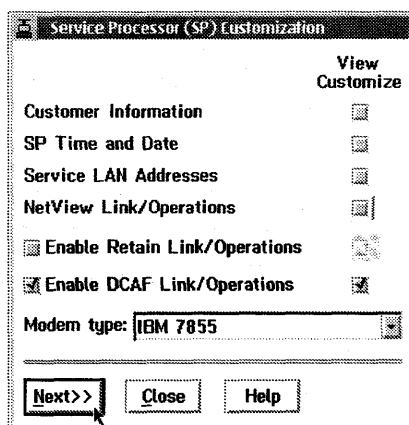 Service Processor (SP) Customization
View
Customize
Customer Information
SP Time and Date
Service LAN Addresses
NetView Link/Operations
Enable Retain Link/Operations
Enable DCAF Link/Operations
Modem type: IBM 7855
Next>> Close Help